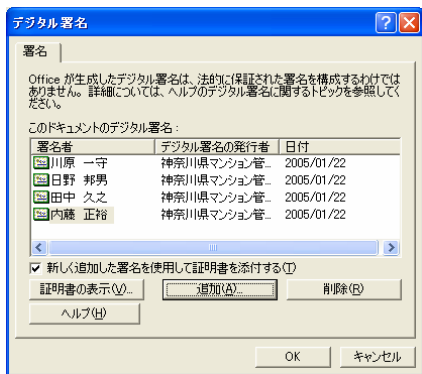 デジタル署名
署名
Office が生成したデジタル署名は、法的に保証された署名を構成するわけでは
ありません。詳細については、ヘルプのデジタル署名に関するトピックを参照してく
ださい。
このドキュメントのデジタル署名:
署名者 デジタル署名の発行者 日付
川原 一守 神奈川県マンション管... 2005/01/22
日野 邦男 神奈川県マンション管... 2005/01/22
田中 久之 神奈川県マンション管... 2005/01/22
内藤 正裕 神奈川県マンション管... 2005/01/22
新しく追加した署名を使用して証明書を添付する(T)
証明書の表示(V)... 追加(A)... 削除(R)
ヘルプ(H)
OK キャンセル